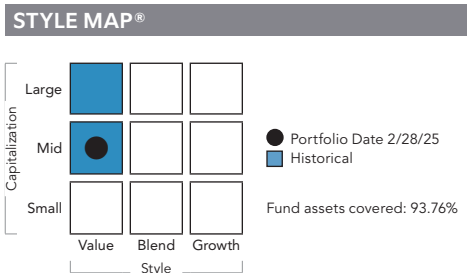 STYLE MAP®
Capitalization
Large
Mid
Small
Value Blend Growth
Style
Portfolio Date 2/28/25
Historical
Fund assets covered: 93.76%